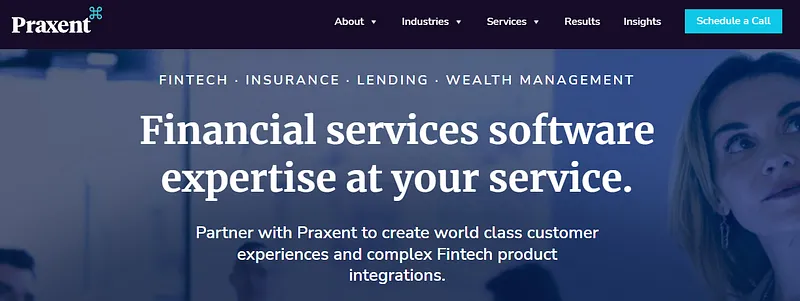 Praxent
About Industries Services Results Insights Schedule a Call
FINTECH · INSURANCE · LENDING · WEALTH MANAGEMENT
Financial services software
expertise at your service.
Partner with Praxent to create world class customer
experiences and complex Fintech product
integrations.